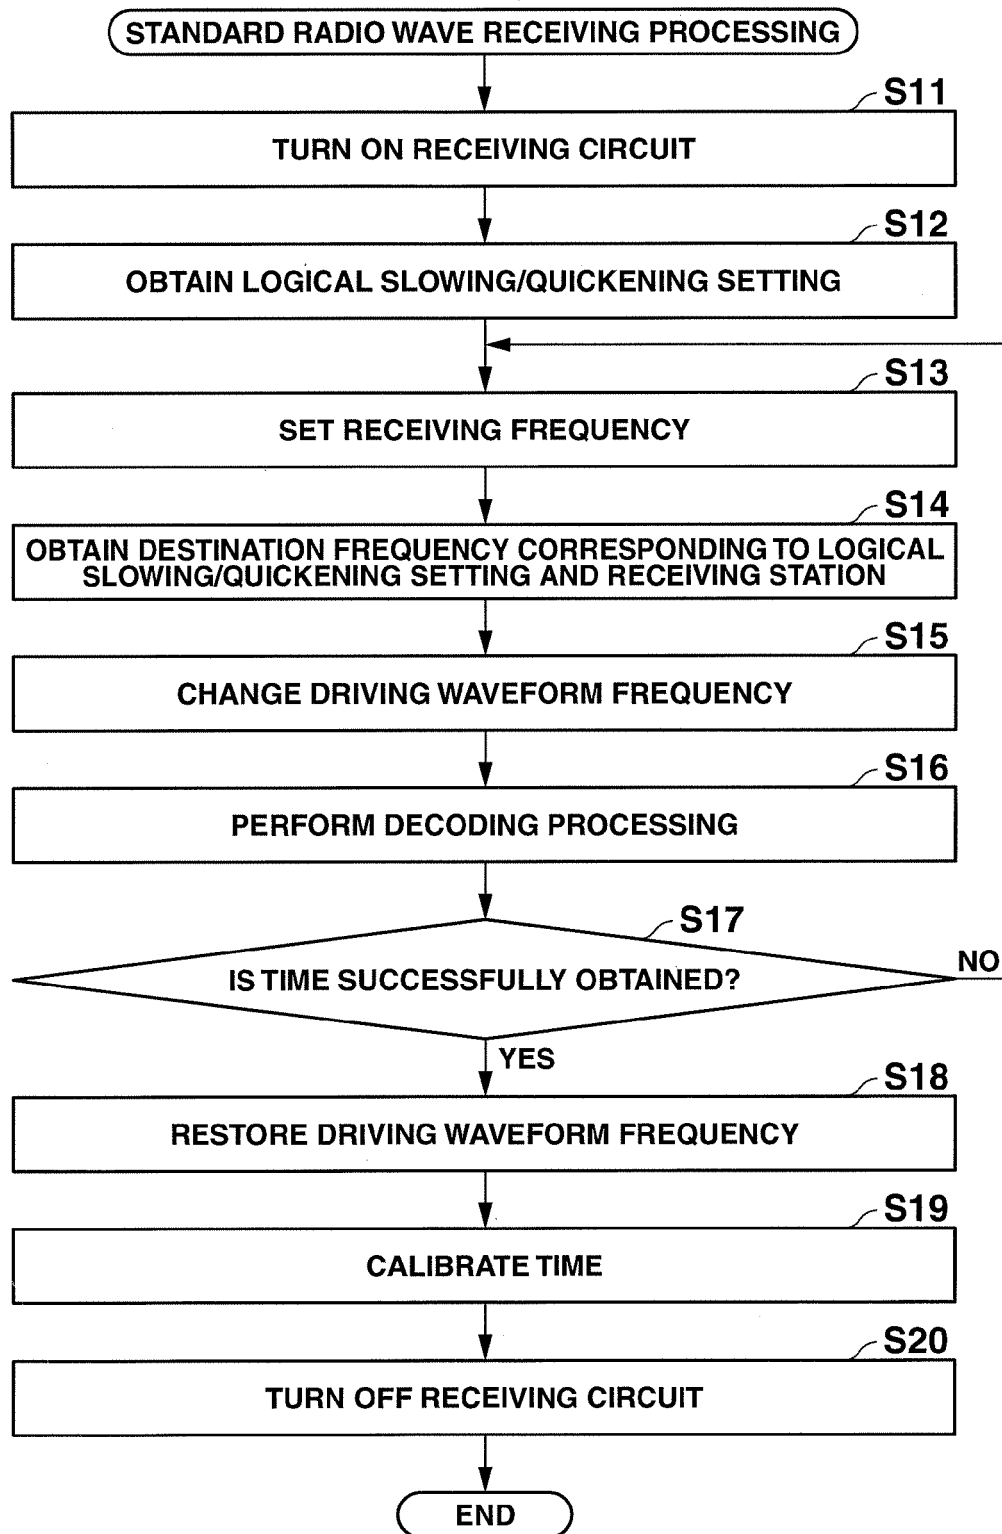 STANDARD RADIO WAVE RECEIVING PROCESSING
S11
TURN ON RECEIVING CIRCUIT
S12
OBTAIN LOGICAL SLOWING/QUICKENING SETTING
S13
SET RECEIVING FREQUENCY
S14
OBTAIN DESTINATION FREQUENCY CORRESPONDING TO LOGICAL
SLOWING/QUICKENING SETTING AND RECEIVING STATION
S15
CHANGE DRIVING WAVEFORM FREQUENCY
S16
PERFORM DECODING PROCESSING
S17
IS TIME SUCCESSFULLY OBTAINED?
NO
YES
S18
RESTORE DRIVING WAVEFORM FREQUENCY
S19
CALIBRATE TIME
S20
TURN OFF RECEIVING CIRCUIT
END